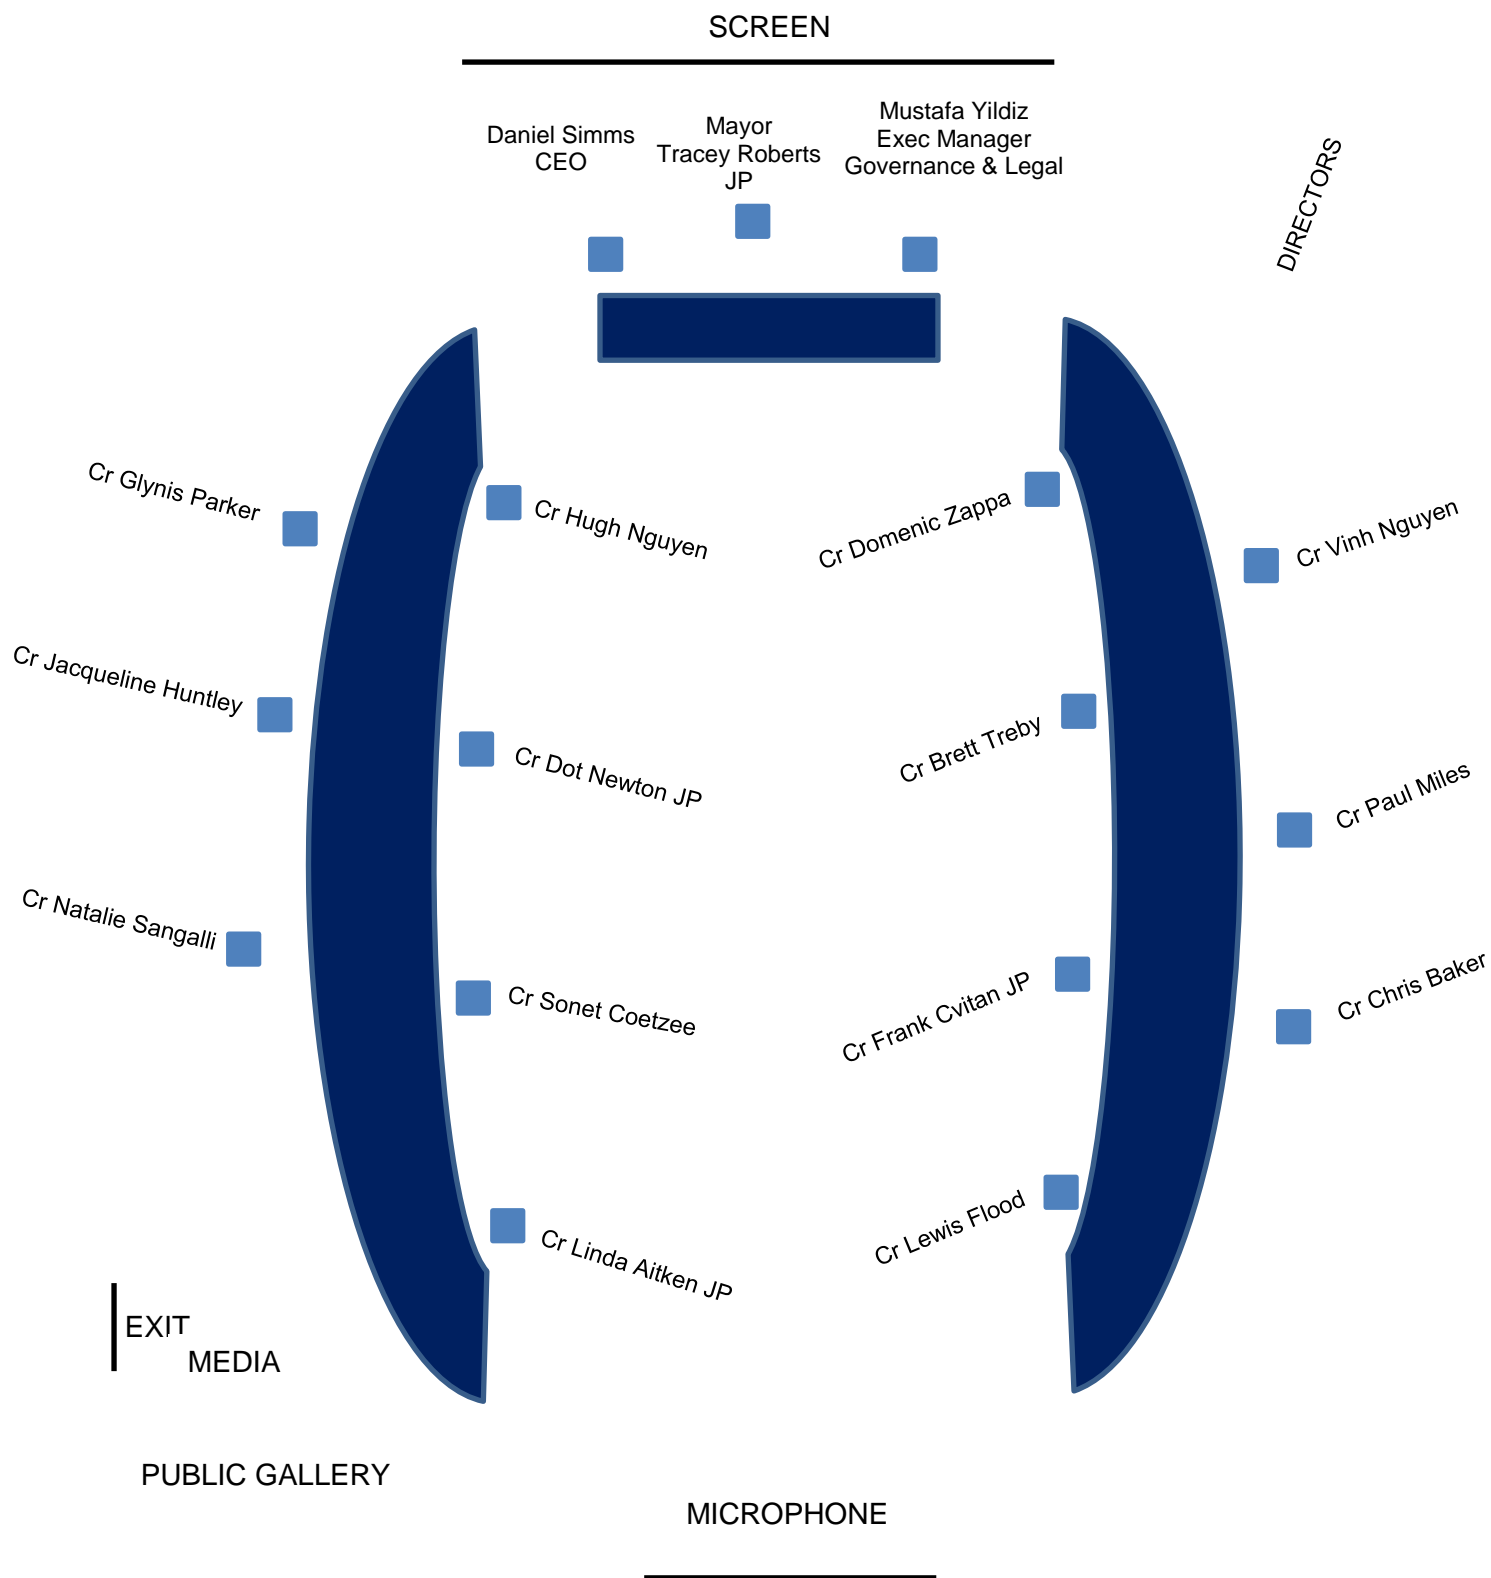 SCREEN
Daniel Simms
CEO
Mayor
Tracey Roberts
JP
Mustafa Yildiz
Exec Manager
Governance & Legal
DIRECTORS
Cr Glynis Parker
Cr Hugh Nguyen
Cr Domenic Zappa
Cr Vinh Nguyen
Cr Jacqueline Huntley
Cr Dot Newton JP
Cr Brett Treby
Cr Paul Miles
Cr Natalie Sangalli
Cr Sonet Coetzee
Cr Frank Cvitan JP
Cr Chris Baker
Cr Linda Aitken JP
Cr Lewis Flood
EXIT
MEDIA
PUBLIC GALLERY
MICROPHONE